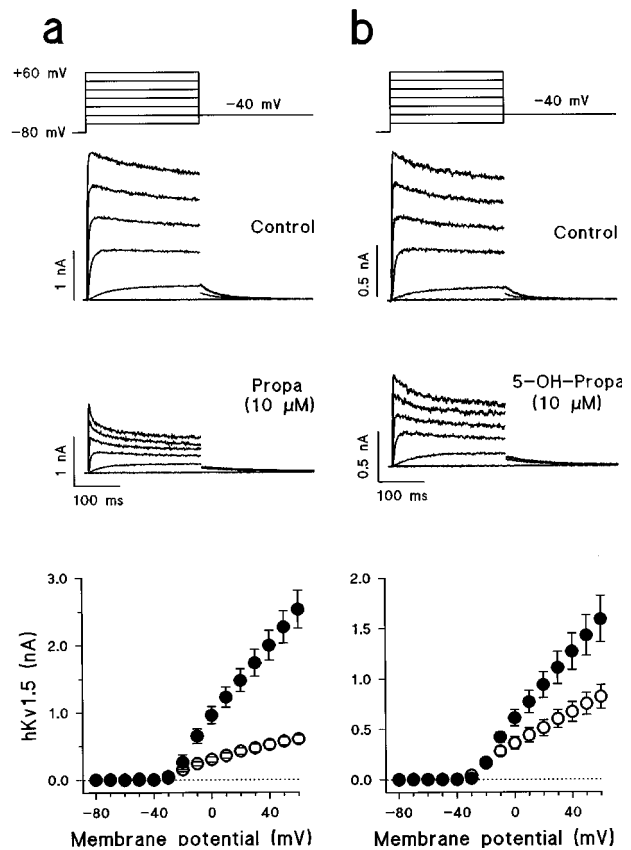 a
+60 mV
-40 mV
-80 mV
Control
1 nA
Propa
(10 μM)
1 nA
100 ms
3.0
2.0
1.0
0.0
hKv1.5 (nA)
-80 -40 0 40
Membrane potential (mV)
b
-40 mV
Control
0.5 nA
5-OH-Propa
(10 μM)
0.5 nA
100 ms
2.0
1.5
1.0
0.5
0.0
-80 -40 0 40
Membrane potential (mV)